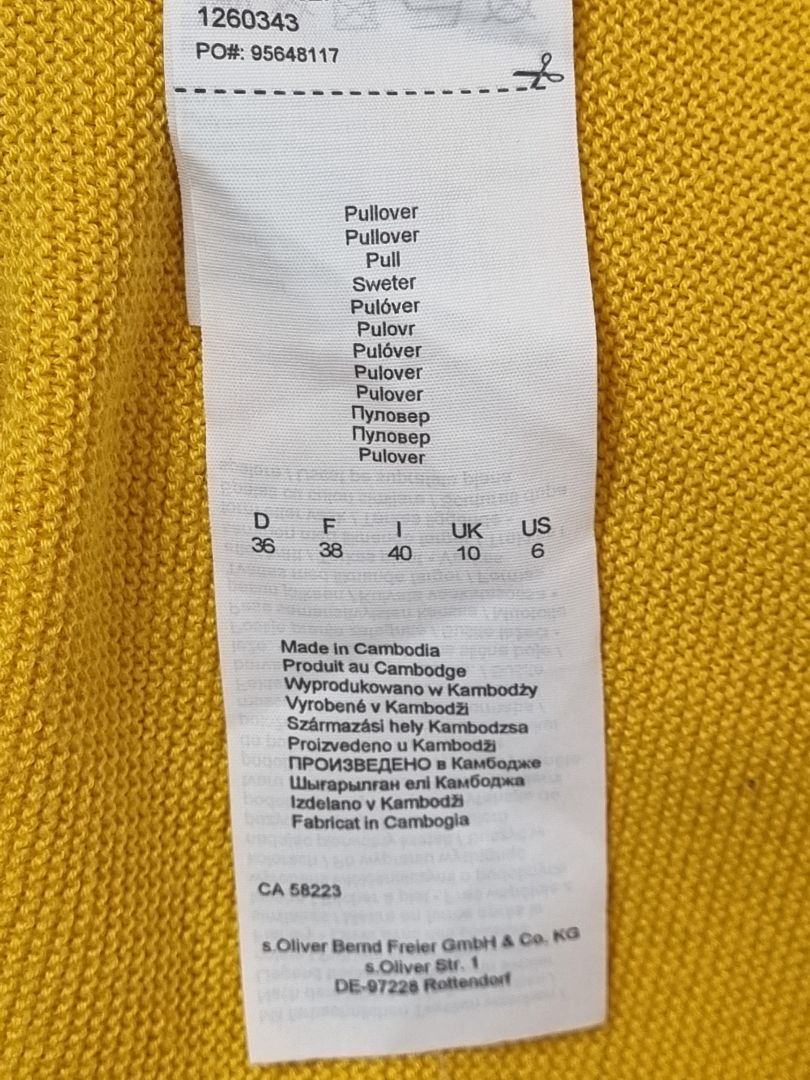 1260343
PO#: 95648117
Pullover
Pullover
Pull
Sweter
Pulóver
Pulovr
Pulóver
Pulover
Pulover
Пуловер
Пуловер
Pulover
D F I UK US
36 38 40 10 6
Made in Cambodia
Produit au Cambodge
Wyprodukowano w Kambodży
Vyrobené v Kambodži
Származási hely Kambodzsa
Proizvedeno u Kambodži
ПРОИЗВЕДЕНО в Камбодже
Шығарылған елі Камбоджа
Izdelano v Kambodži
Fabricat in Cambogia
CA 58223
s.Oliver Bernd Freier GmbH & Co. KG
s.Oliver Str. 1
DE-97228 Rottendorf